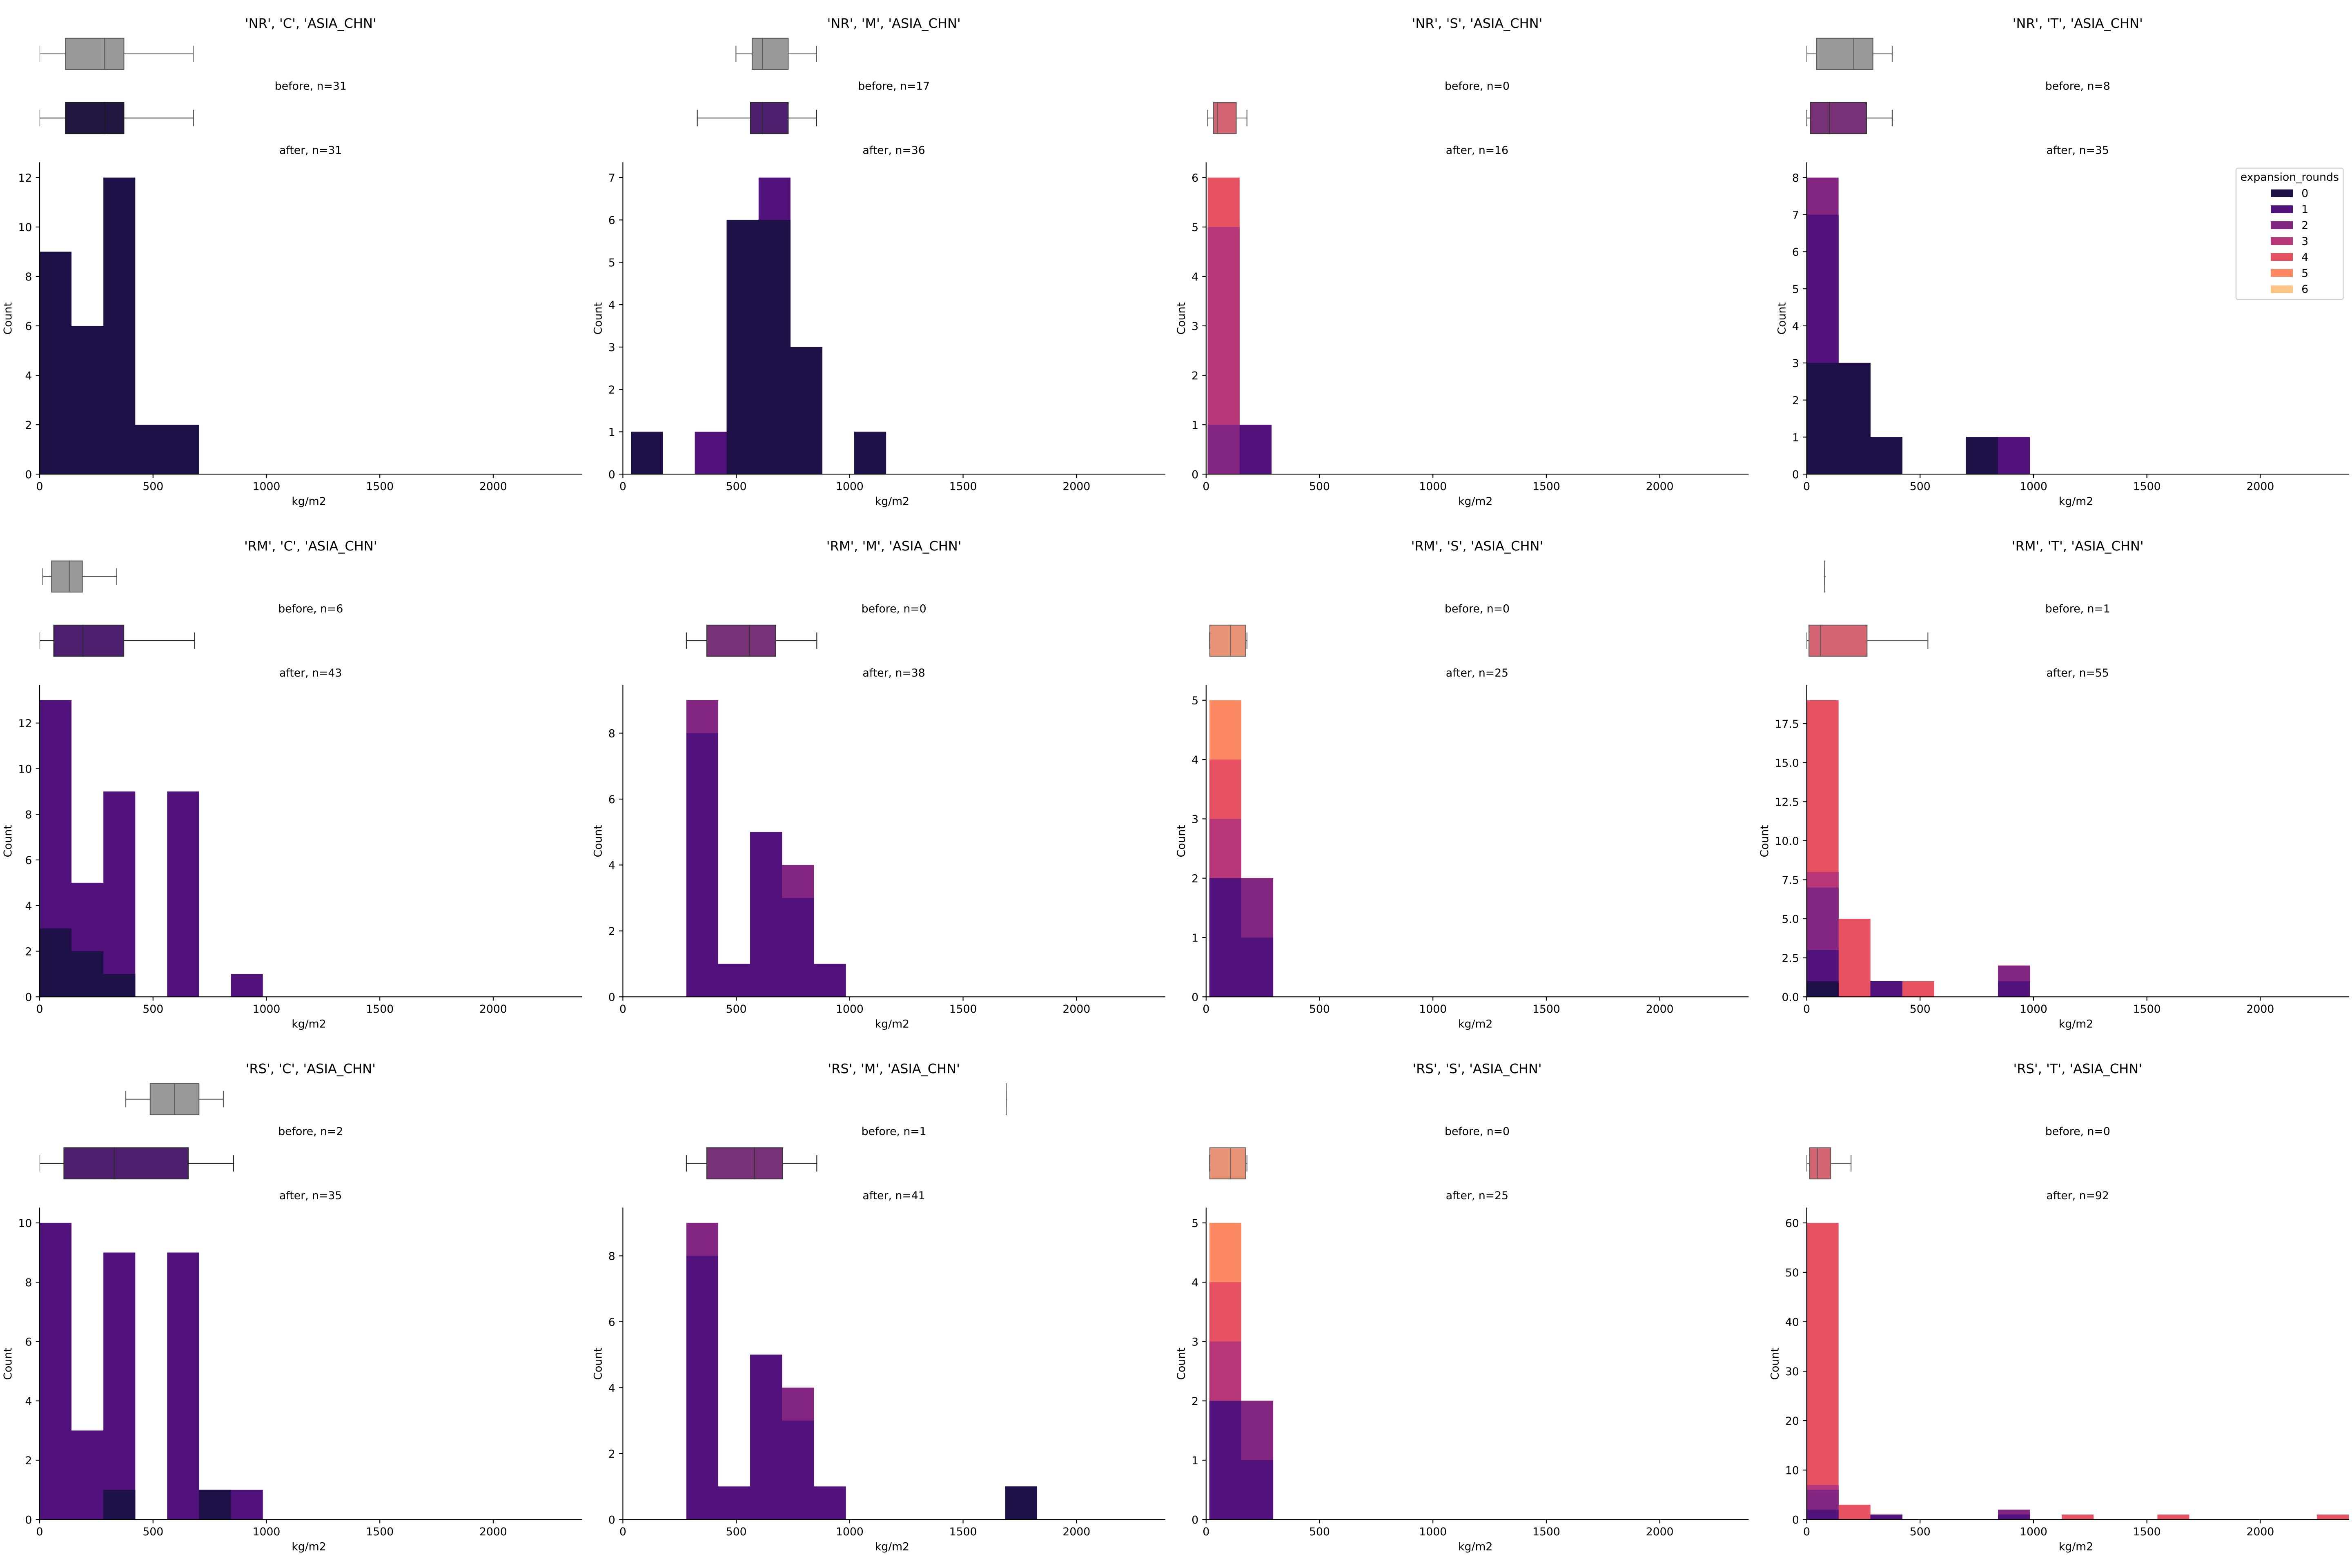 'NR', 'C', 'ASIA_CHN'
before, n=31
after, n=31
12
10
8
6
4
2
0
Count
0 500 1000 1500 2000
kg/m2
'NR', 'M', 'ASIA_CHN'
before, n=17
after, n=36
7
6
5
4
3
2
1
0
Count
0 500 1000 1500 2000
kg/m2
'NR', 'S', 'ASIA_CHN'
before, n=0
after, n=16
6
5
4
3
2
1
0
Count
0 500 1000 1500 2000
kg/m2
'NR', 'T', 'ASIA_CHN'
before, n=8
after, n=35
8
7
6
5
4
3
2
1
0
Count
expansion_rounds
0
1
2
3
4
5
6
0 500 1000 1500 2000
kg/m2
'RM', 'C', 'ASIA_CHN'
before, n=6
after, n=43
12
10
8
6
4
2
0
Count
0 500 1000 1500 2000
kg/m2
'RM', 'M', 'ASIA_CHN'
before, n=0
after, n=38
8
6
4
2
0
Count
0 500 1000 1500 2000
kg/m2
'RM', 'S', 'ASIA_CHN'
before, n=0
after, n=25
5
4
3
2
1
0
Count
0 500 1000 1500 2000
kg/m2
'RM', 'T', 'ASIA_CHN'
before, n=1
after, n=55
17.5
15.0
12.5
10.0
7.5
5.0
2.5
0.0
Count
0 500 1000 1500 2000
kg/m2
'RS', 'C', 'ASIA_CHN'
before, n=2
after, n=35
10
8
6
4
2
0
Count
0 500 1000 1500 2000
kg/m2
'RS', 'M', 'ASIA_CHN'
before, n=1
after, n=41
8
6
4
2
0
Count
0 500 1000 1500 2000
kg/m2
'RS', 'S', 'ASIA_CHN'
before, n=0
after, n=25
5
4
3
2
1
0
Count
0 500 1000 1500 2000
kg/m2
'RS', 'T', 'ASIA_CHN'
before, n=0
after, n=92
60
50
40
30
20
10
0
Count
0 500 1000 1500 2000
kg/m2